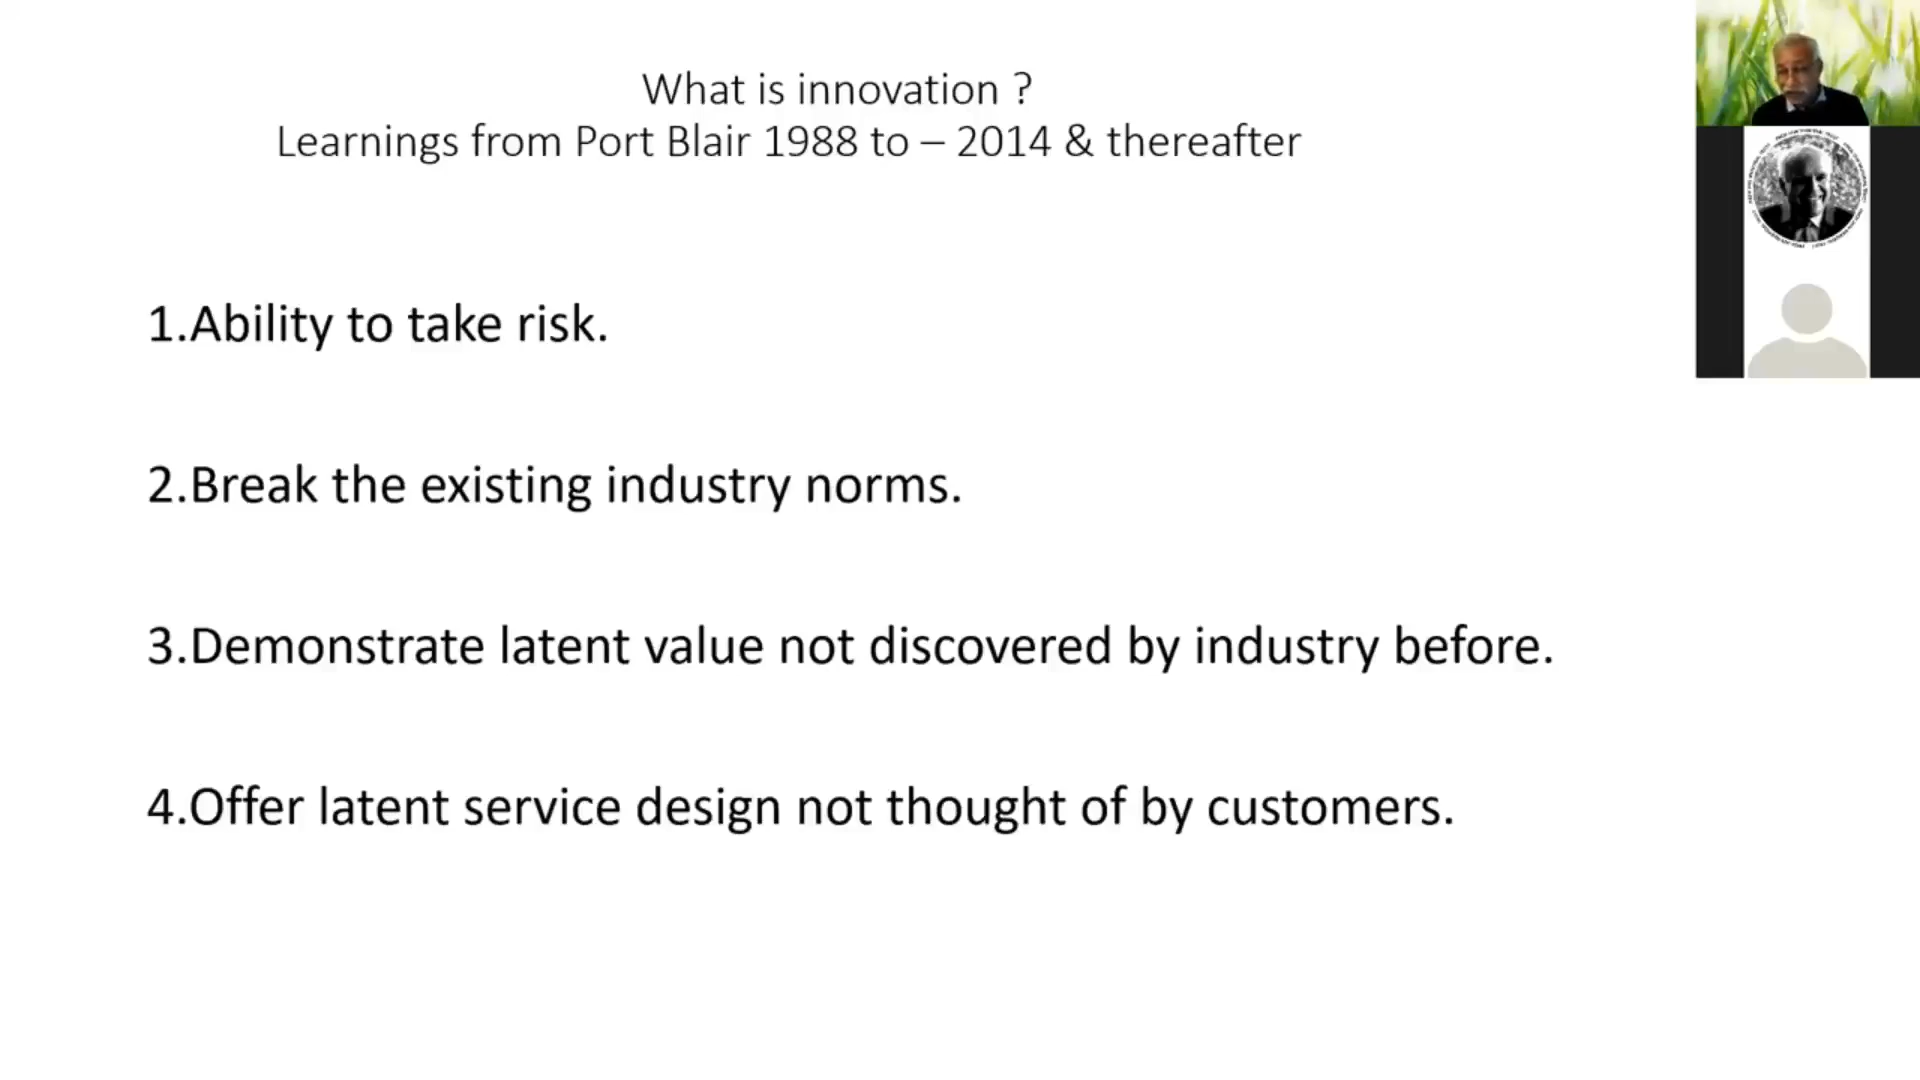 What is innovation ?
Learnings from Port Blair 1988 to – 2014 & thereafter
1.Ability to take risk.
2.Break the existing industry norms.
3.Demonstrate latent value not discovered by industry before.
4.Offer latent service design not thought of by customers.